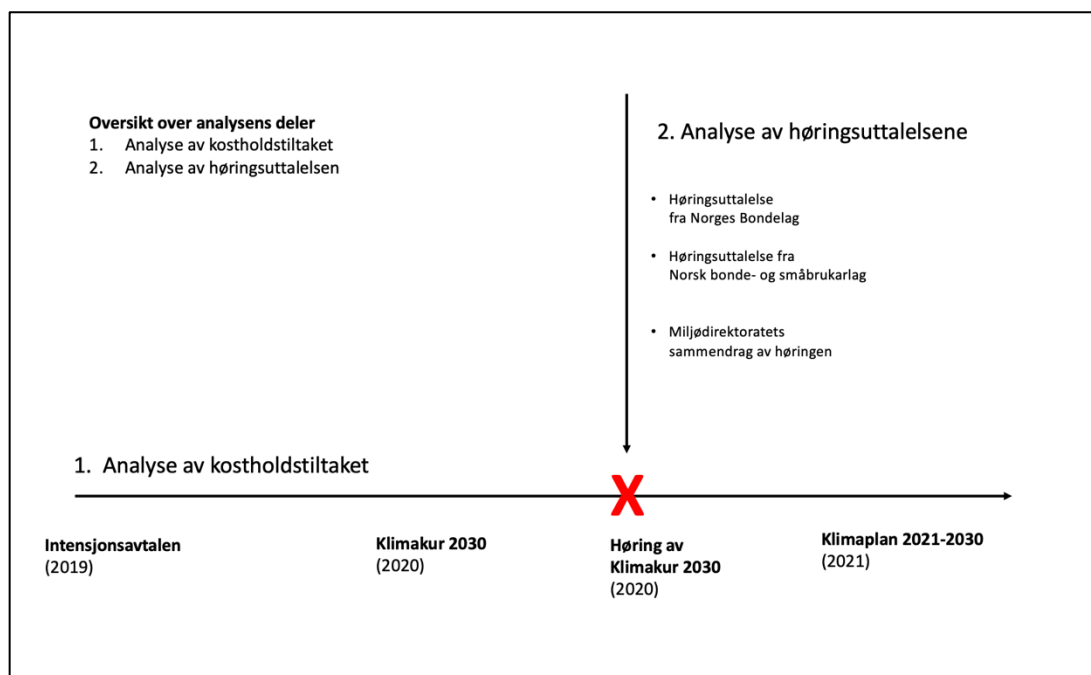 Oversikt over analysens deler
1. Analyse av kostholdstiltaket
2. Analyse av høringsuttalelsen
2. Analyse av høringsuttalelsene
• Høringsuttalelse
fra Norges Bondelag
• Høringsuttalelse fra
Norsk bonde- og småbrukarlag
• Miljødirektoratets
sammendrag av høringen
1. Analyse av kostholdstiltaket
X
Intensjonsavtalen
(2019)
Klimakur 2030
(2020)
Høring av
Klimakur 2030
(2020)
Klimaplan 2021-2030
(2021)